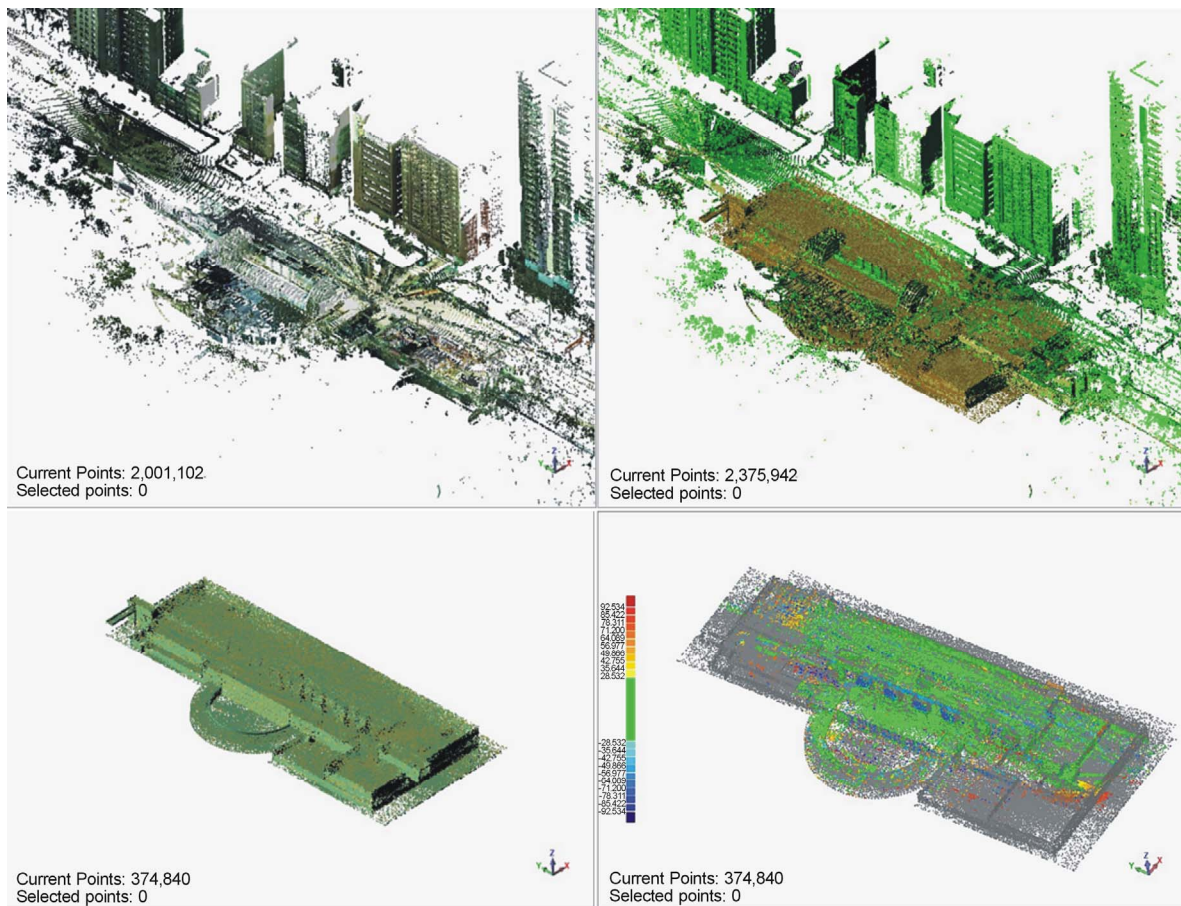 Current Points: 2,001,102
Selected points: 0
Current Points: 2,375,942
Selected points: 0
Current Points: 374,840
Selected points: 0
92.534
85.422
78.311
71.200
64.089
56.977
49.866
42.755
35.644
28.532
-28.532
-35.644
-42.755
-49.866
-56.977
-64.089
-71.200
-78.311
-85.422
-92.534
Current Points: 374,840
Selected points: 0